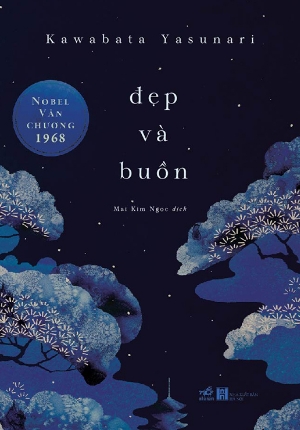 Kawabata Yasunari
NOBEL
VĂN
CHƯƠNG
1968
đẹp
và
buồn
Mai Kim Ngọc dịch